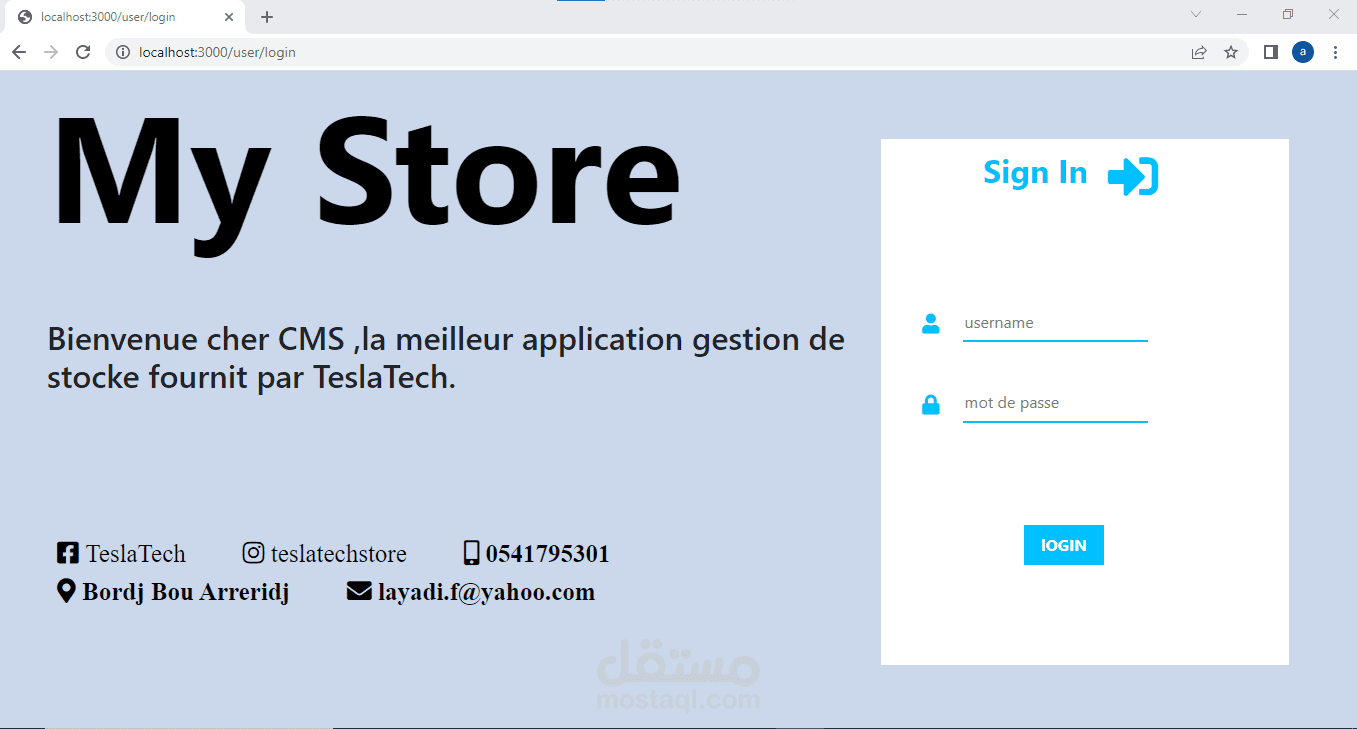 localhost:3000/user/login
localhost:3000/user/login
a
My Store
Bienvenue cher CMS ,la meilleur application gestion de
stocke fournit par TeslaTech.
TeslaTech teslatechstore 0541795301
Bordj Bou Arreridj layadi.f@yahoo.com
Sign In
username
mot de passe
lOGIN
مستقل
mostaql.com